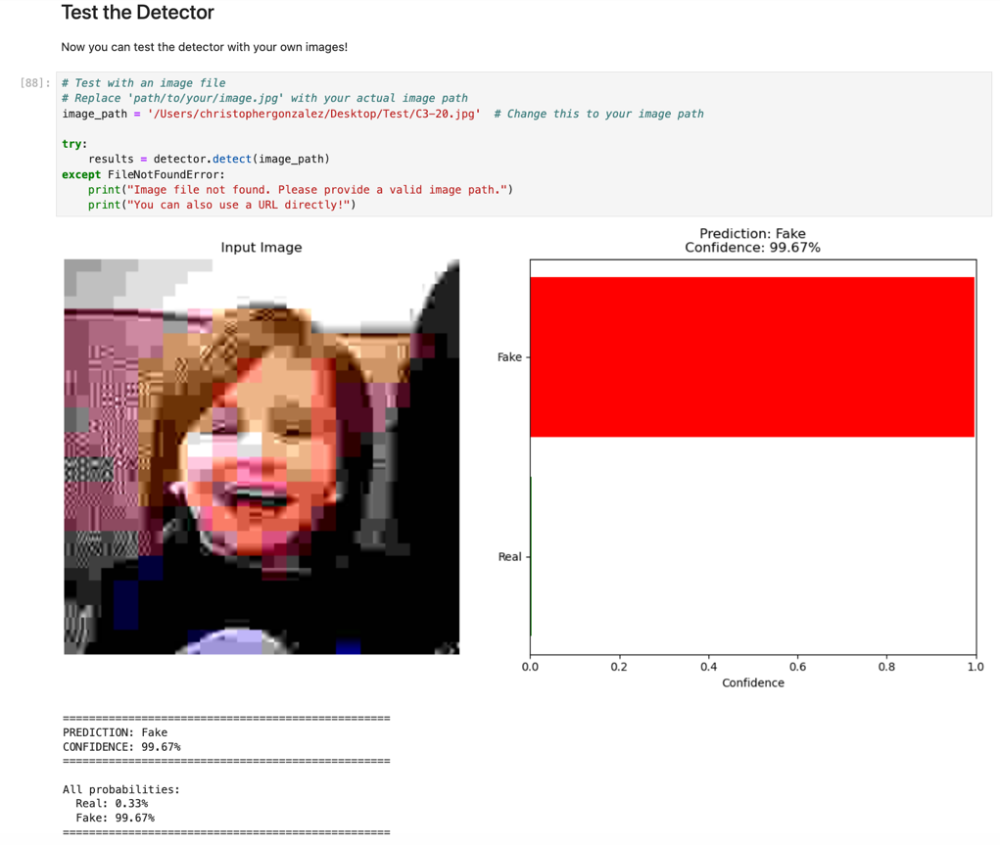 Test the Detector
Now you can test the detector with your own images!
[88]:
# Test with an image file
# Replace 'path/to/your/image.jpg' with your actual image path
image_path = '/Users/christophergonzalez/Desktop/Test/C3-20.jpg'  # Change this to your image path
try:
    results = detector.detect(image_path)
except FileNotFoundError:
    print("Image file not found. Please provide a valid image path.")
    print("You can also use a URL directly!")
Input Image
Prediction: Fake
Confidence: 99.67%
Fake
Real
0.0 0.2 0.4 0.6 0.8 1.0
Confidence
==================================================
PREDICTION: Fake
CONFIDENCE: 99.67%
==================================================
All probabilities:
  Real: 0.33%
  Fake: 99.67%
==================================================